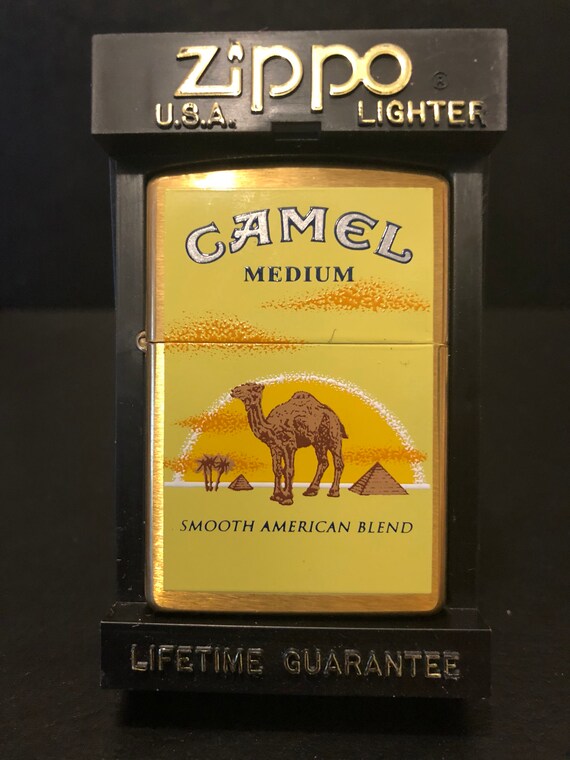 Zippo ®
U.S.A. LIGHTER
CAMEL
MEDIUM
SMOOTH AMERICAN BLEND
LIFETIME GUARANTEE